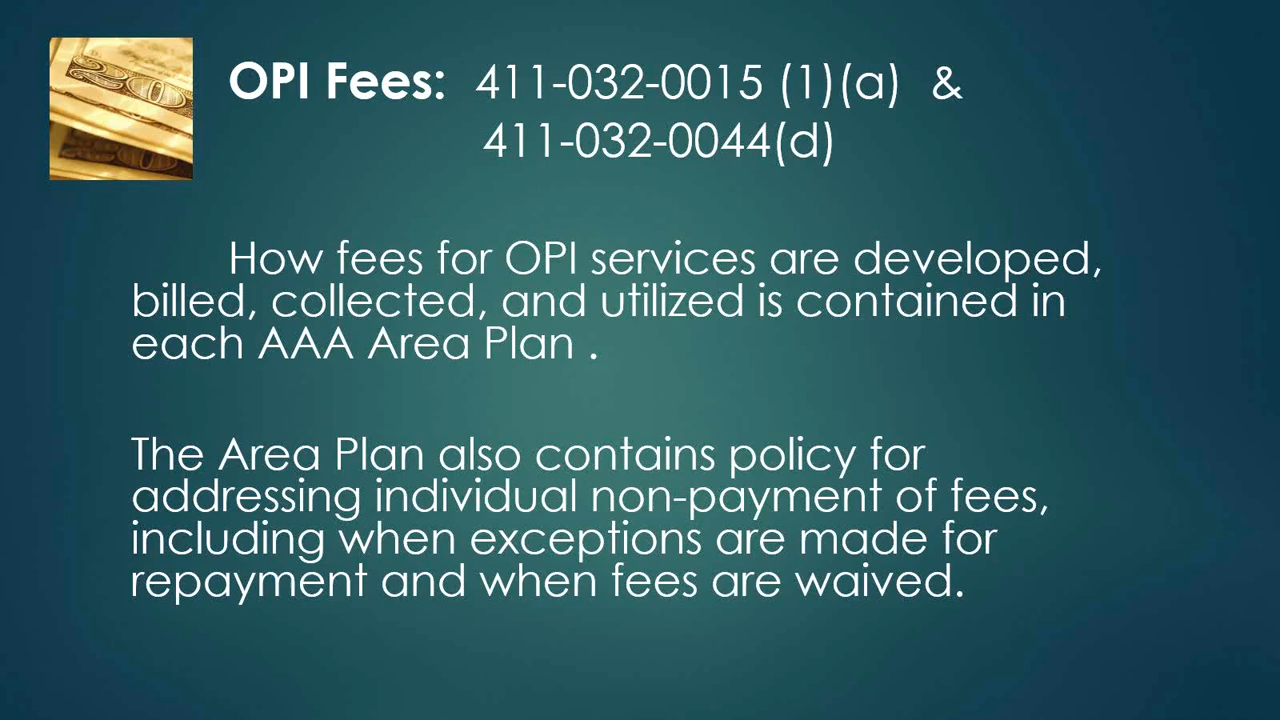 OPI Fees: 411-032-0015 (1)(a) &
411-032-0044(d)
How fees for OPI services are developed,
billed, collected, and utilized is contained in
each AAA Area Plan .
The Area Plan also contains policy for
addressing individual non-payment of fees,
including when exceptions are made for
repayment and when fees are waived.
20